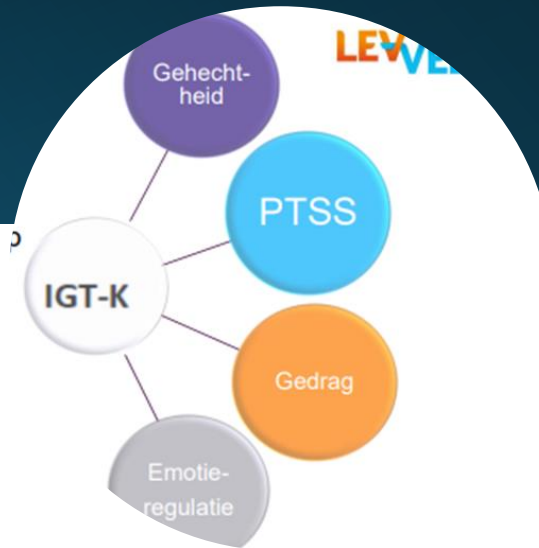 LEVVEL
Gehecht-
heid
PTSS
p
IGT-K
Gedrag
Emotie-
regulatie